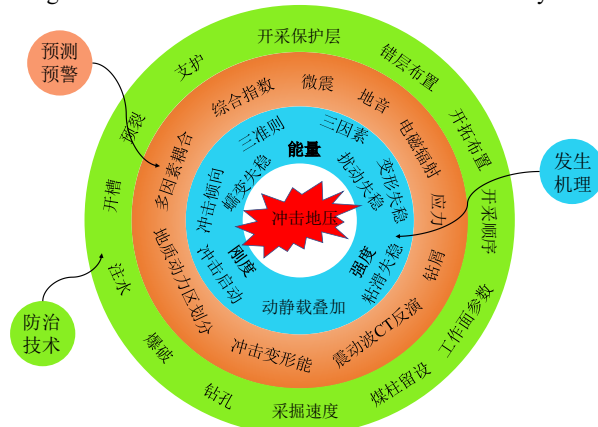 预测
预警
发生
机理
防治
技术
开采保护层
错层布置
开拓布置
开采顺序
工作面参数
煤柱留设
采掘速度
钻孔
爆破
注水
开槽
预裂
支护
综合指数
微震
地音
电磁辐射
应力
钻屑
震动波CT反演
冲击变形能
地质动力区划分
多因素耦合
三准则
三因素
变形失稳
粘滑失稳
动静载叠加
冲击启动
冲击倾向
蠕变失稳
能量
扰动失稳
强度
刚度
冲击地压